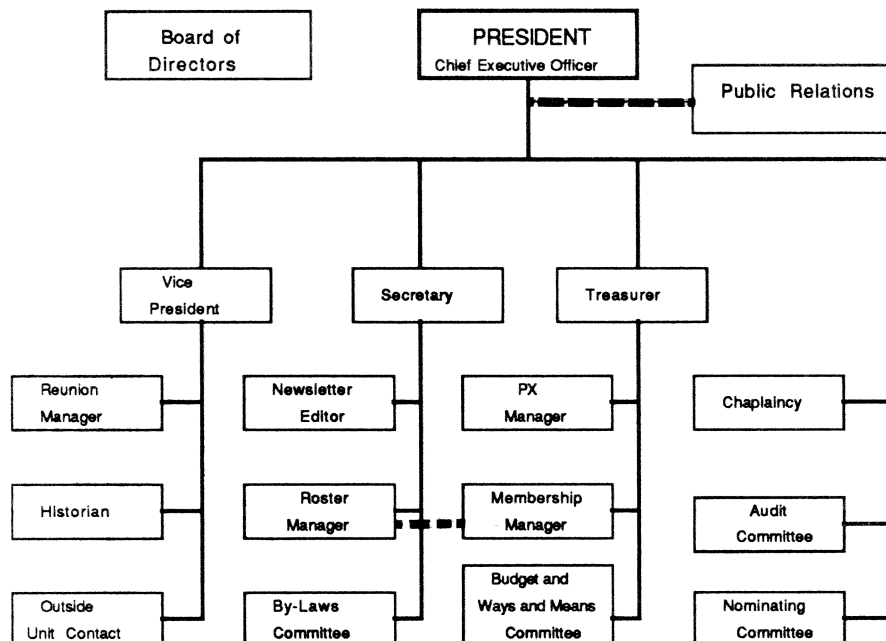 Board of
Directors
PRESIDENT
Chief Executive Officer
Public Relations
Vice
President
Secretary
Treasurer
Reunion
Manager
Newsletter
Editor
PX
Manager
Chaplaincy
Historian
Roster
Manager
Membership
Manager
Audit
Committee
Outside
Unit Contact
By-Laws
Committee
Budget and
Ways and Means
Committee
Nominating
Committee